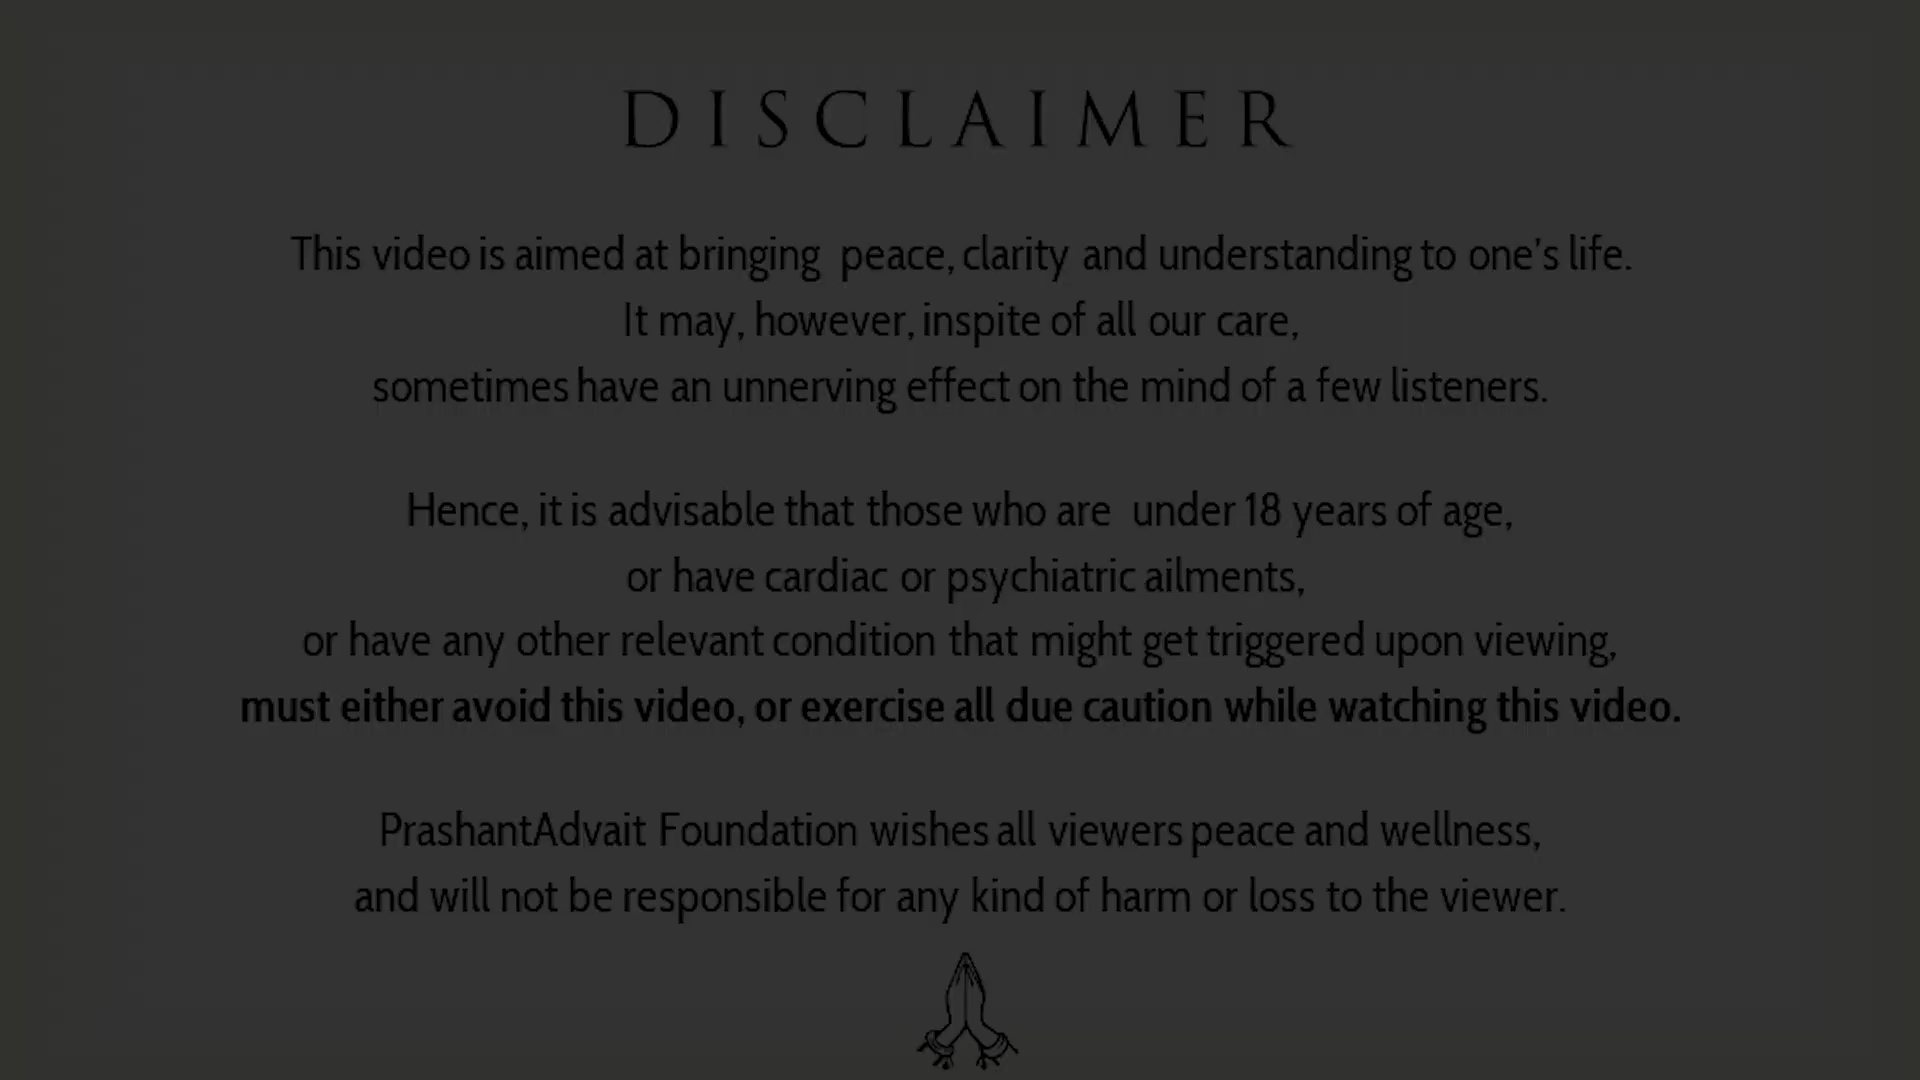 DISCLAIMER
This video is aimed at bringing peace, clarity and understanding to one's life.
It may, however, inspite of all our care,
sometimes have an unnerving effect on the mind of a few listeners.
Hence, it is advisable that those who are under 18 years of age,
or have cardiac or psychiatric ailments,
or have any other relevant condition that might get triggered upon viewing,
must either avoid this video, or exercise all due caution while watching this video.
PrashantAdvait Foundation wishes all viewers peace and wellness,
and will not be responsible for any kind of harm or loss to the viewer.